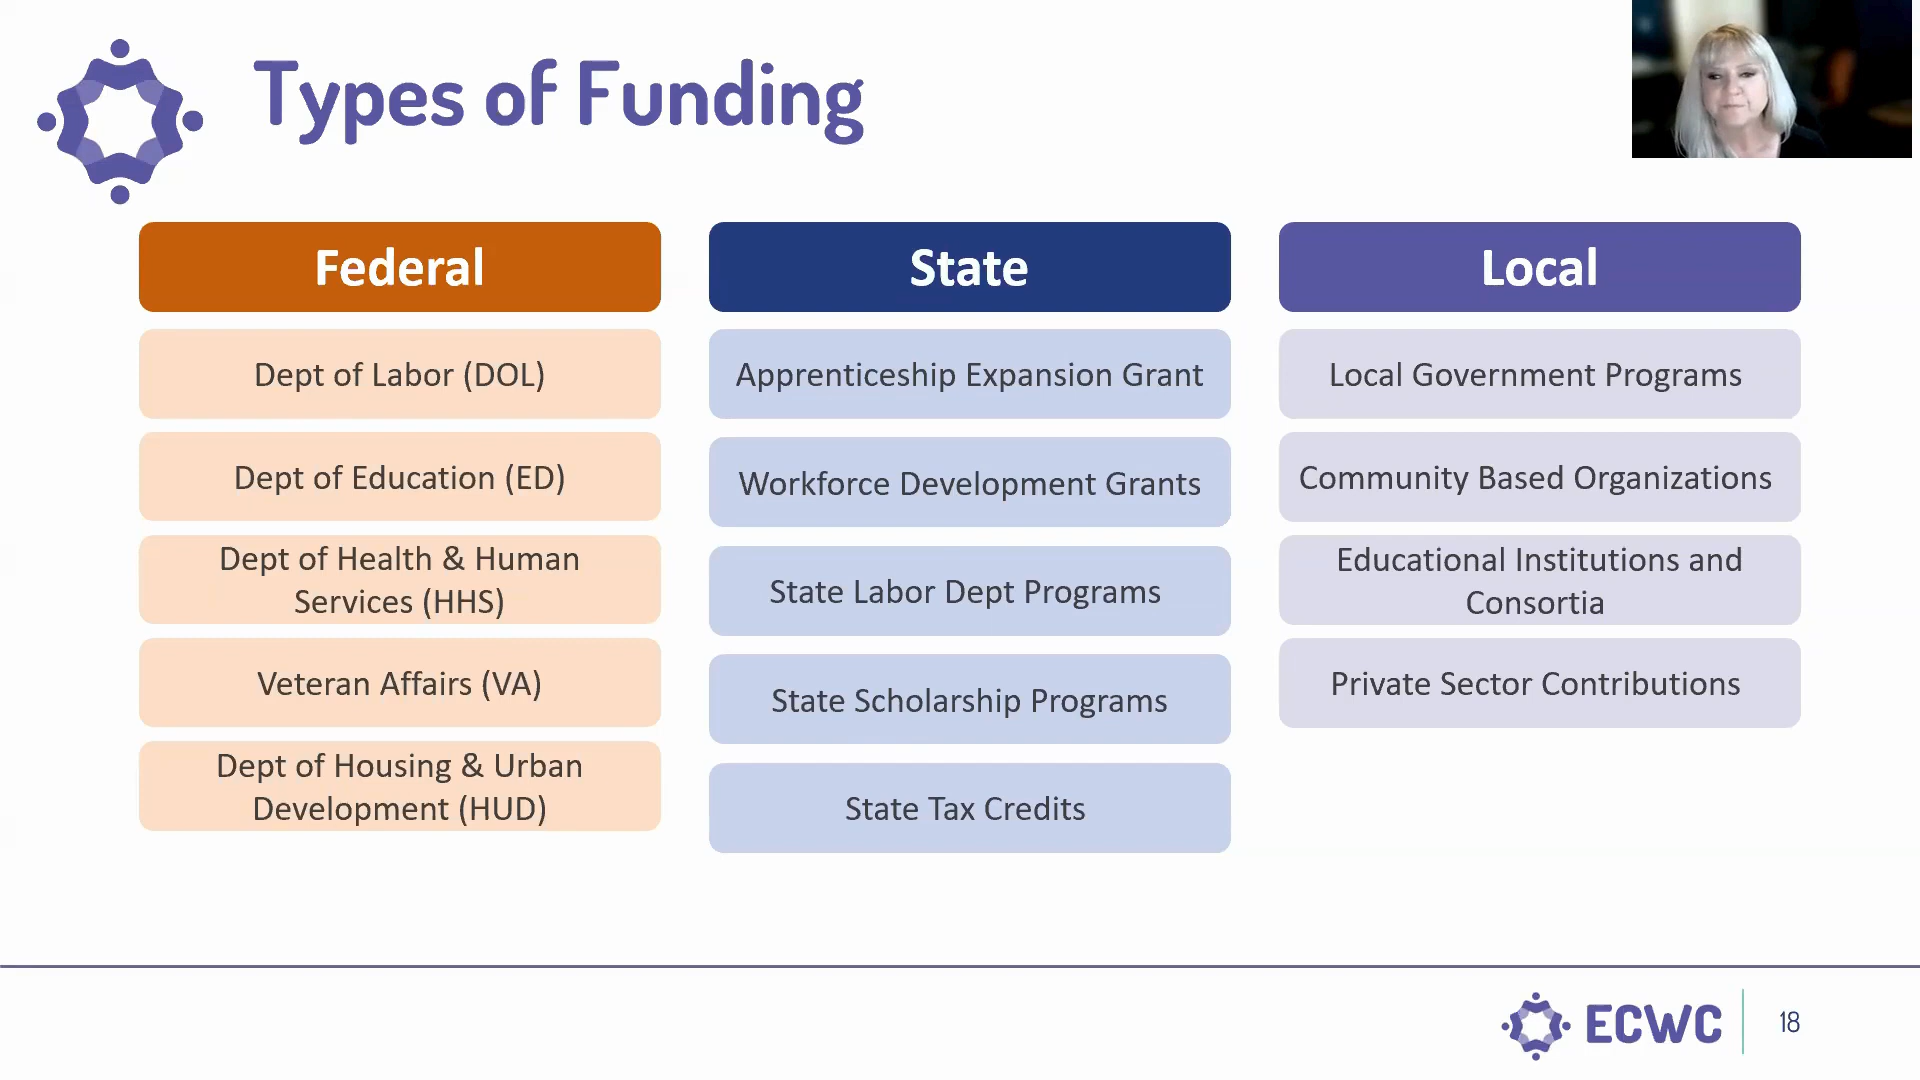 Types of Funding
Federal
Dept of Labor (DOL)
Dept of Education (ED)
Dept of Health & Human
Services (HHS)
Veteran Affairs (VA)
Dept of Housing & Urban
Development (HUD)
State
Apprenticeship Expansion Grant
Workforce Development Grants
State Labor Dept Programs
State Scholarship Programs
State Tax Credits
Local
Local Government Programs
Community Based Organizations
Educational Institutions and
Consortia
Private Sector Contributions
ECWC
18